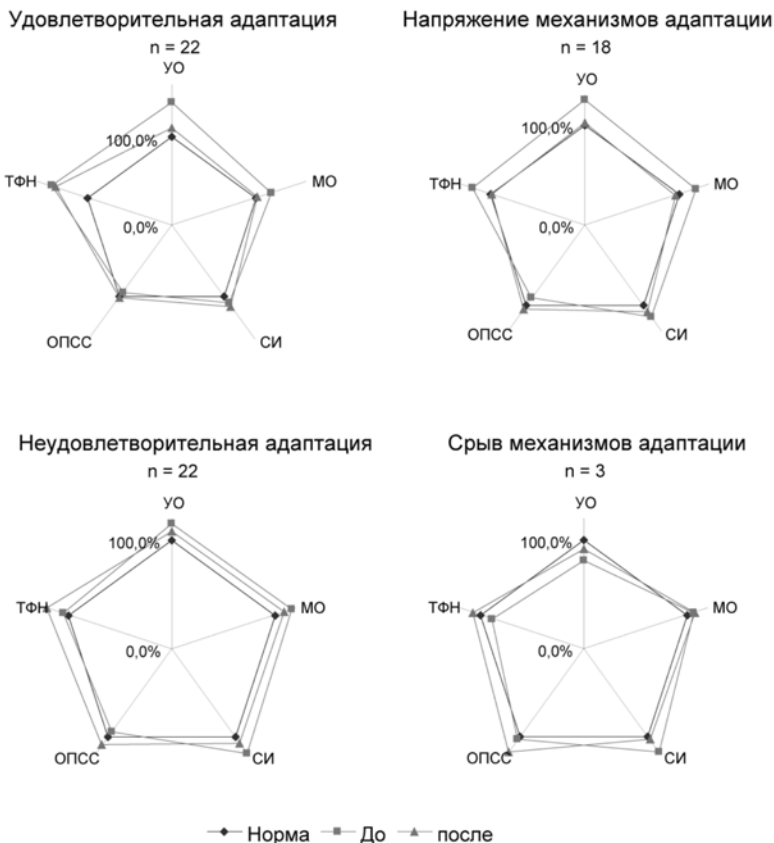 Удовлетворительная адаптация
n = 22
УО
100,0%
ТФН
МО
0,0%
ОПСС
СИ
Напряжение механизмов адаптации
n = 18
УО
100,0%
ТФН
МО
0,0%
ОПСС
СИ
Неудовлетворительная адаптация
n = 22
УО
100,0%
ТФН
МО
0,0%
ОПСС
СИ
Срыв механизмов адаптации
n = 3
УО
100,0%
ТФН
МО
0,0%
ОПСС
СИ
Норма До после